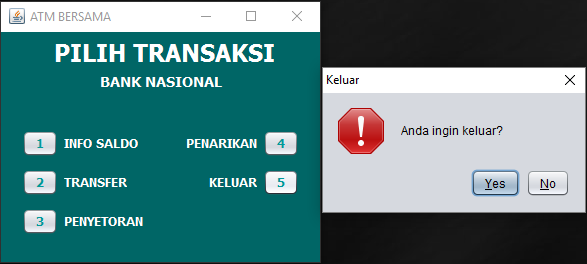 ATM BERSAMA
PILIH TRANSAKSI
BANK NASIONAL
1 INFO SALDO
PENARIKAN 4
2 TRANSFER
KELUAR 5
3 PENYETORAN
Keluar
Anda ingin keluar?
Yes
No